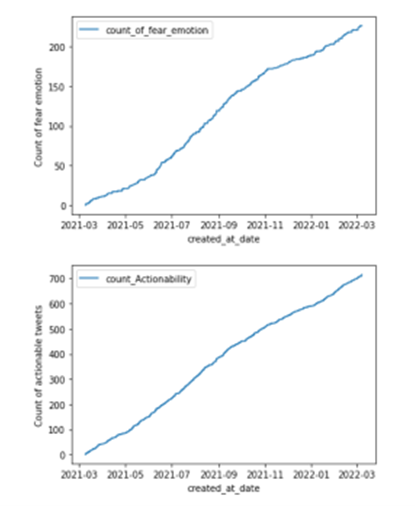 count_of_fear_emotion
Count of fear emotion
200
150
100
50
0
2021-03 2021-05 2021-07 2021-09 2021-11 2022-01 2022-03
created_at_date
count_Actionability
Count of actionable tweets
700
600
500
400
300
200
100
0
2021-03 2021-05 2021-07 2021-09 2021-11 2022-01 2022-03
created_at_date